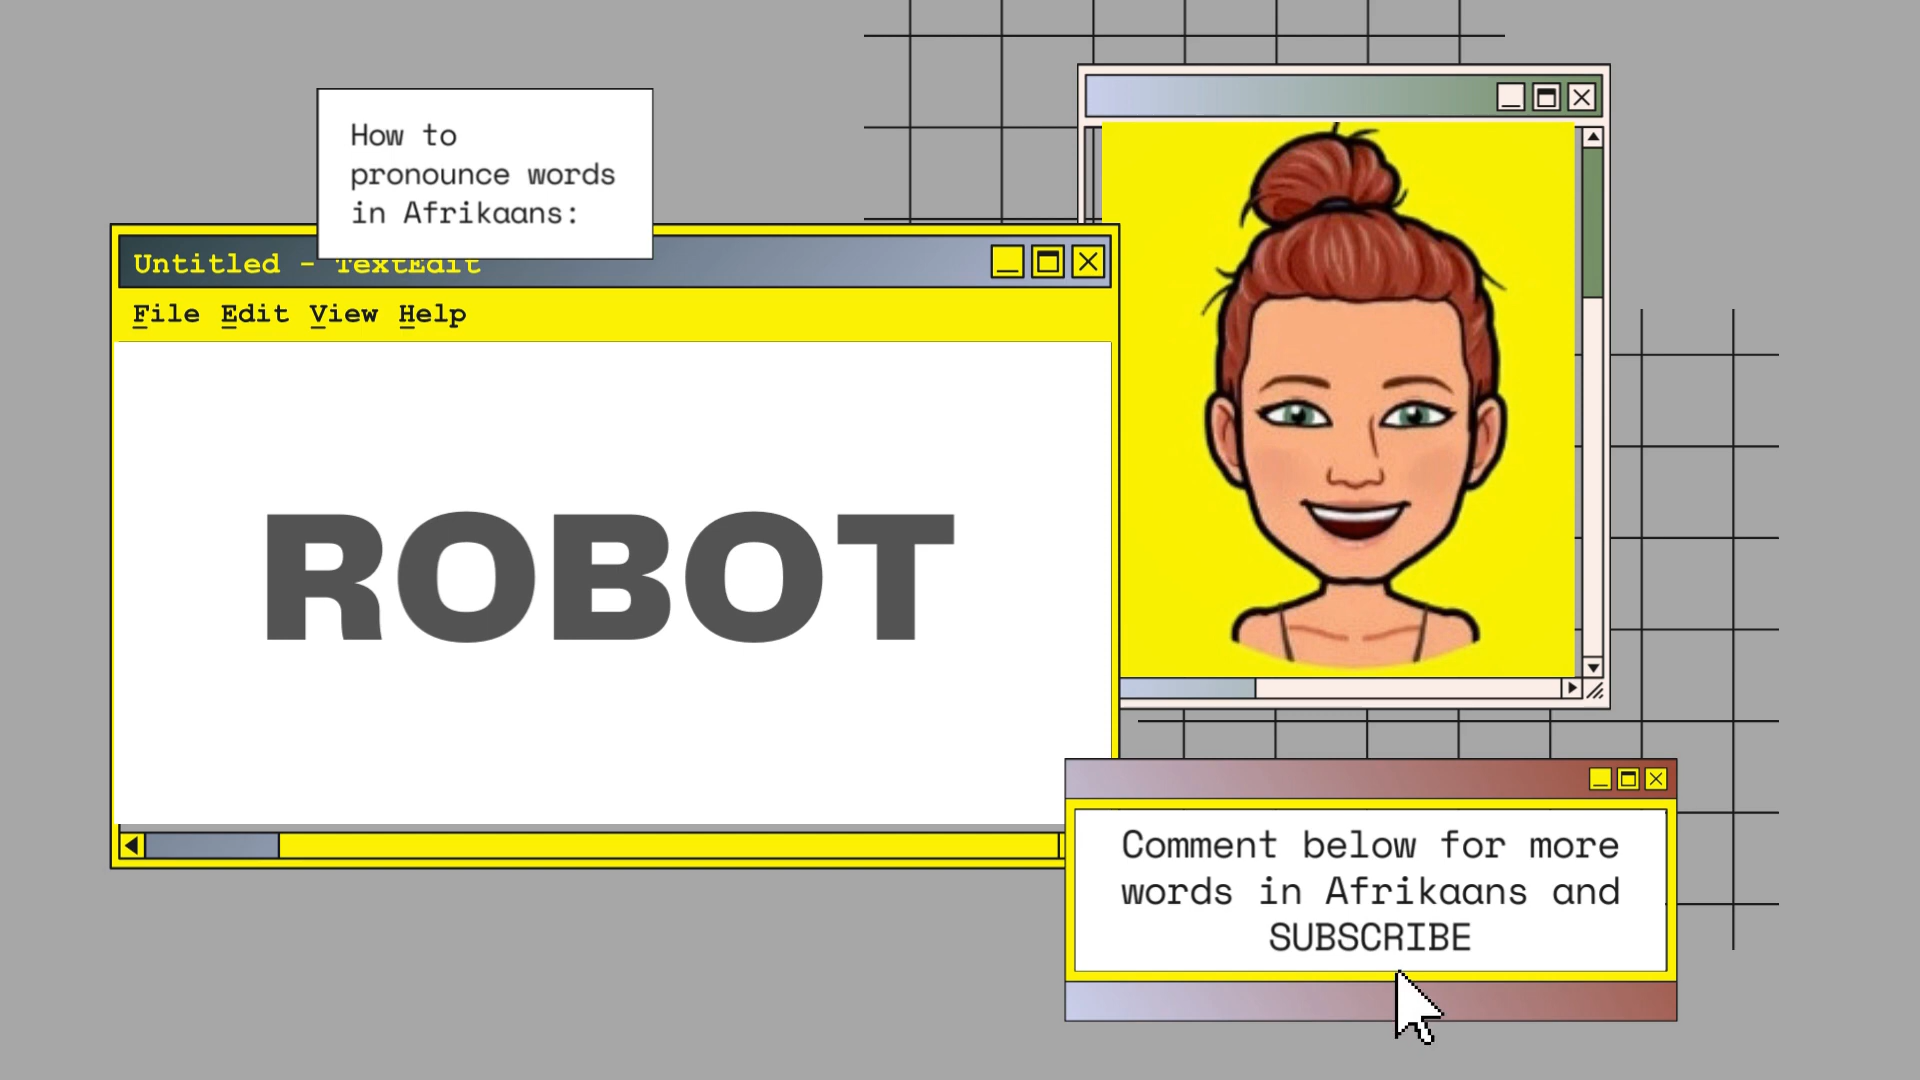 How to
pronounce words
in Afrikaans:
Untitled - TextEdit
File Edit View Help
ROBOT
Comment below for more
words in Afrikaans and
SUBSCRIBE